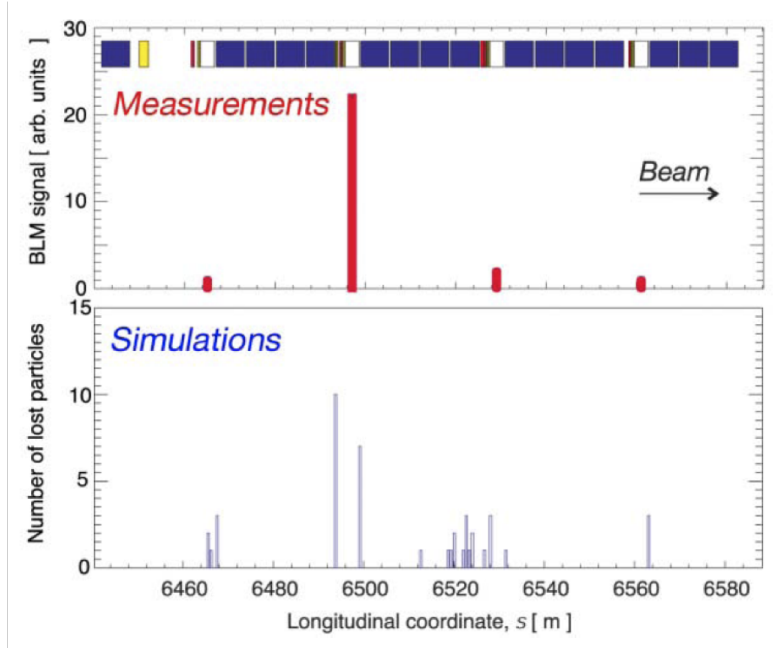 30
20
10
0
BLM signal [ arb. units ]
Measurements
Beam
15
10
5
0
Number of lost particles
Simulations
6460 6480 6500 6520 6540 6560 6580
Longitudinal coordinate, s [ m ]